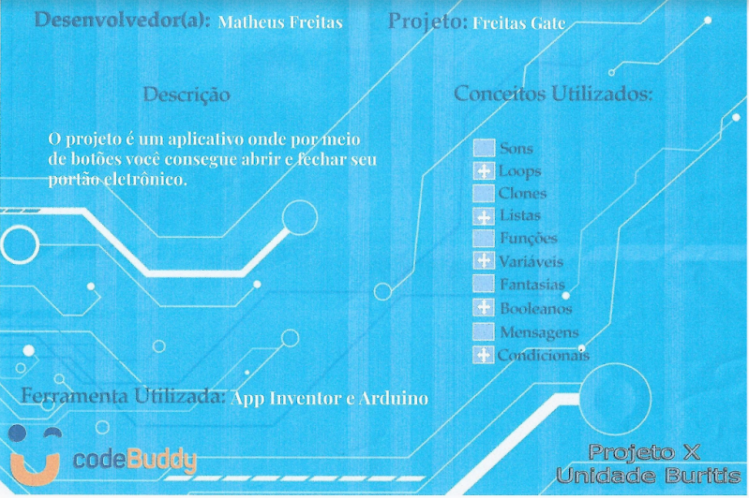 Desenvolvedor(a): Matheus Freitas
Projeto: Freitas Gate
Descrição
O projeto é um aplicativo onde por meio
de botões você consegue abrir e fechar seu
portão eletrônico.
Conceitos Utilizados:
Sons
Loops
Clones
Listas
Funções
Variáveis
Fantasias
Booleanos
Mensagens
Condicionais
Ferramenta Utilizada: App Inventor e Arduino
codeBuddy
Projeto X
Unidade Buritis